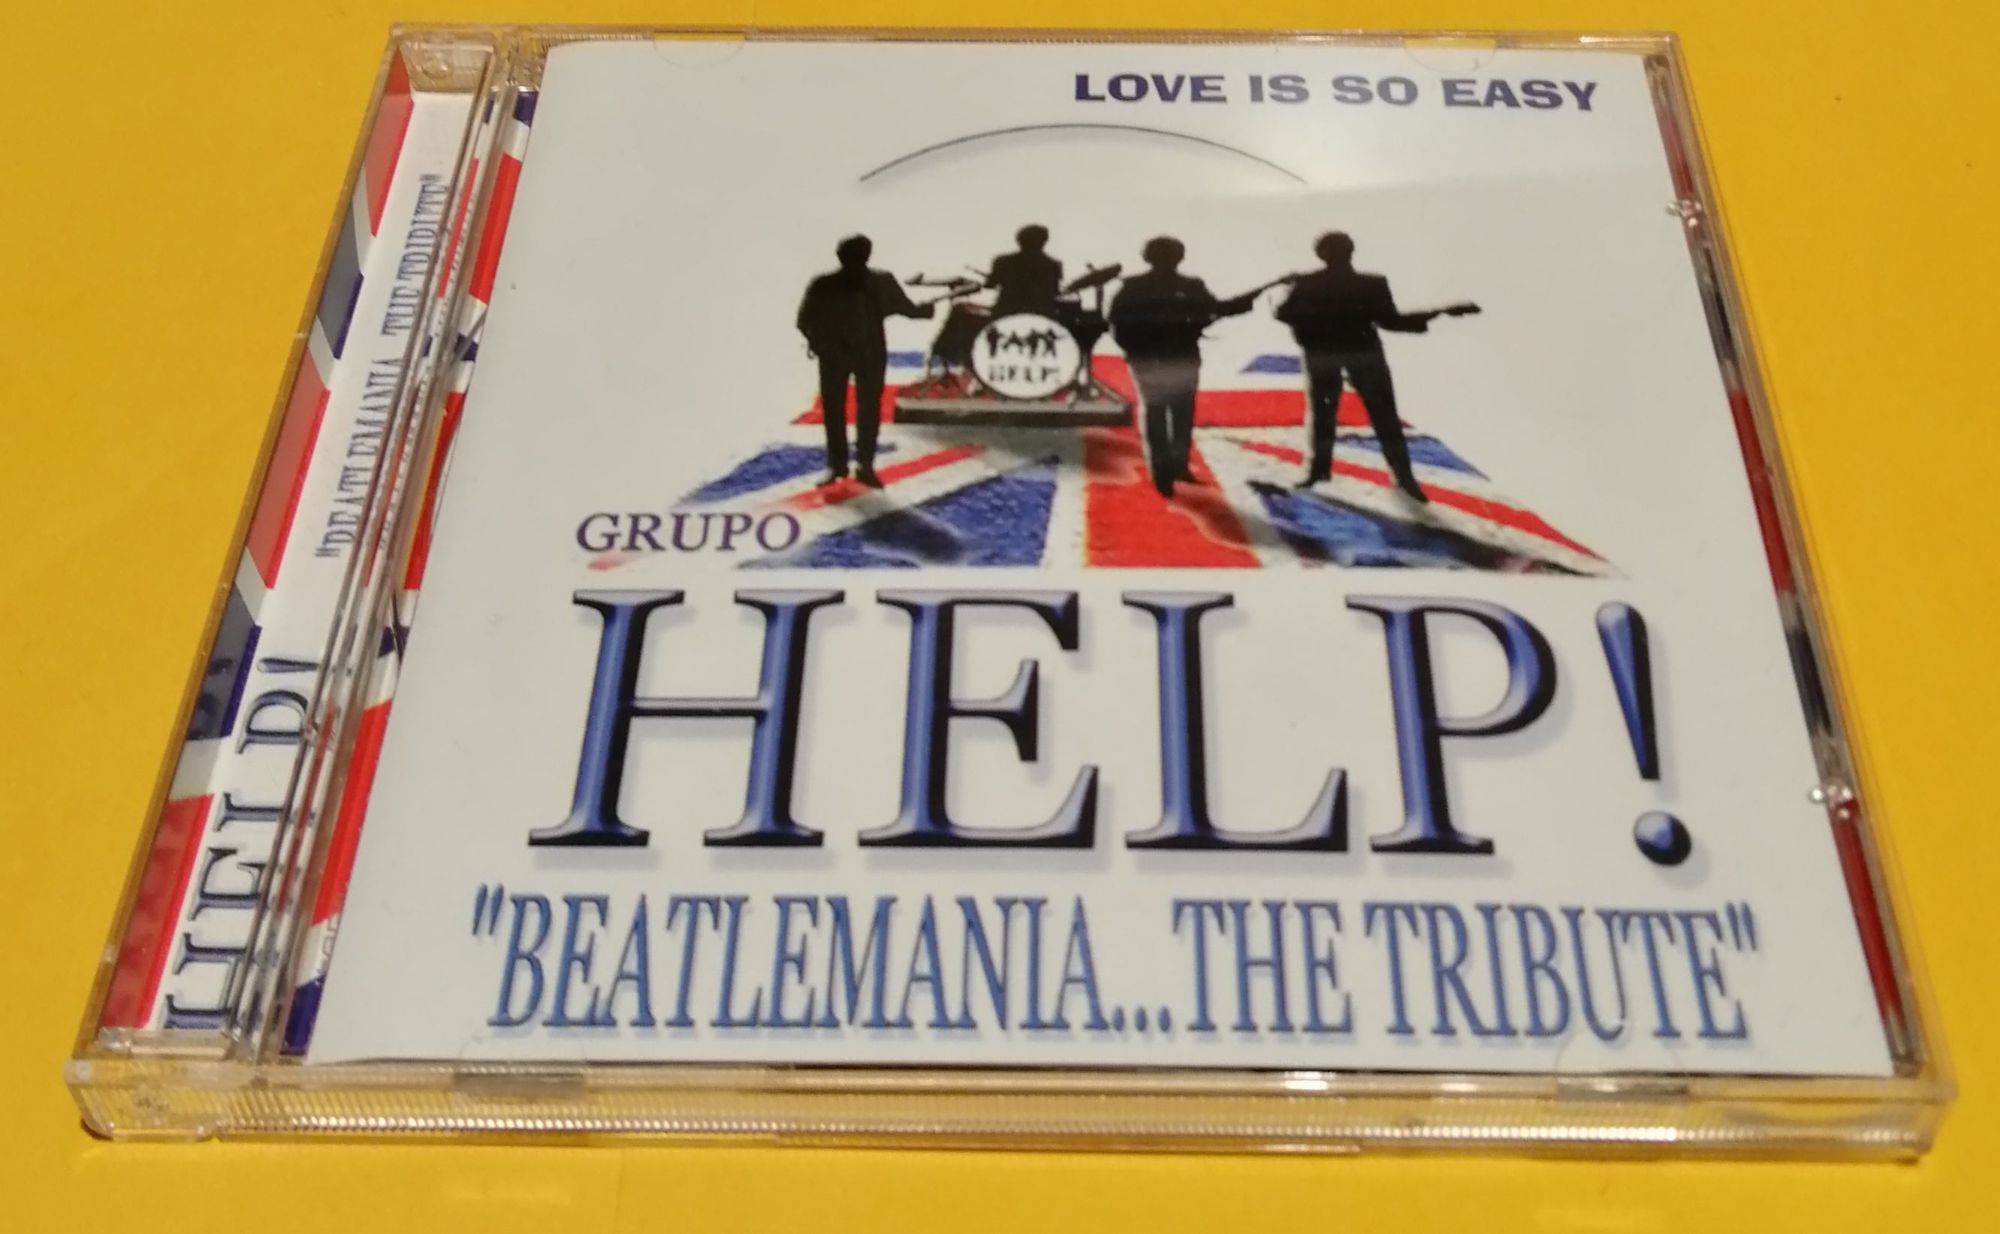 LOVE IS SO EASY
HELP!
GRUPO
HELP!
"BEATLEMANIA...THE TRIBUTE"
HELP!
"BEATLEMANIA THE TRIBUTE"